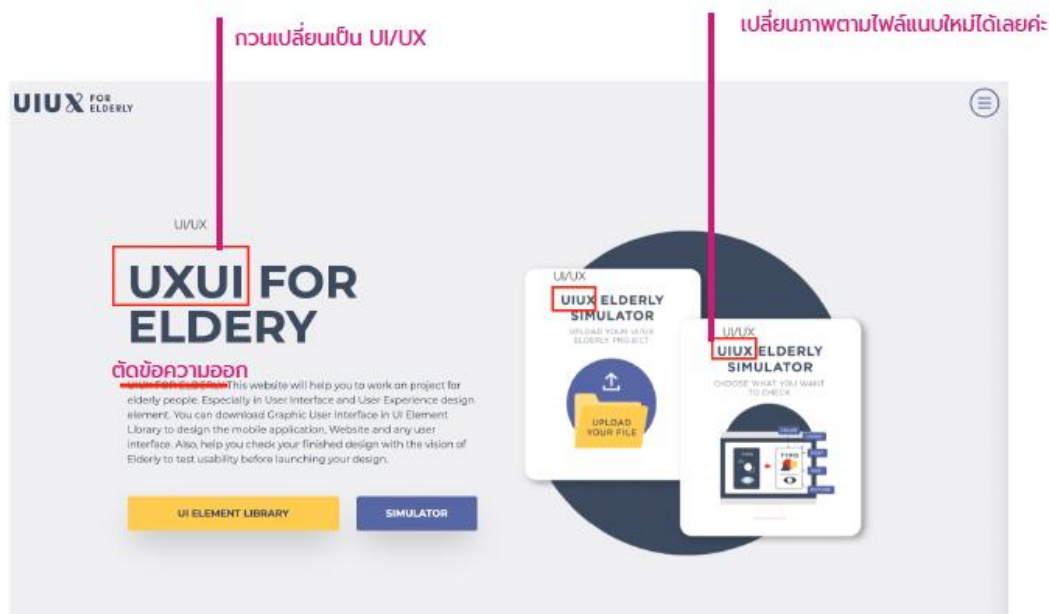 กวนเปลี่ยนเป็น UI/UX
เปลี่ยนภาพตามไฟล์แนบใหม่ได้เลยค่ะ
UIUX FOR ELDERLY
UI/UX
UXUI FOR
ELDERY
ตัดข้อความออก
UIUX FOR ELDERLY This website will help you to work on project for
elderly people. Especially in User Interface and User Experience design
element. You can download Graphic User Interface in UI Element
Library to design the mobile application, Website and any user
interface. Also, help you check your finished design with the vision of
Elderly to test usability before launching your design.
UI ELEMENT LIBRARY
SIMULATOR
UI/UX
UIUX ELDERLY
SIMULATOR
UPLOAD YOUR UI/UX
ELDERLY PROJECT
UPLOAD
YOUR FILE
UI/UX
UIUX ELDERLY
SIMULATOR
CHOOSE WHAT YOU WANT
TO CHECK
TYPO